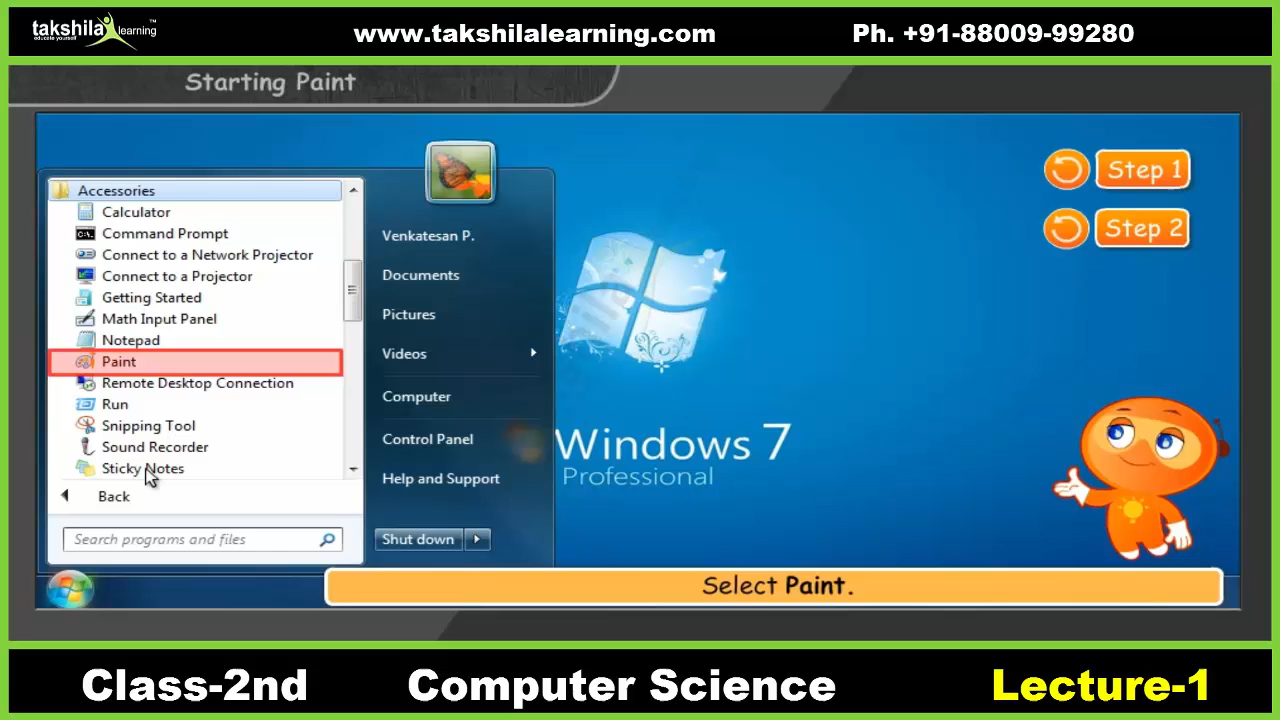 takshila learning™
educate yourself
www.takshilalearning.com
Ph. +91-88009-99280
Starting Paint
Accessories
Calculator
Command Prompt
Connect to a Network Projector
Connect to a Projector
Getting Started
Math Input Panel
Notepad
Paint
Remote Desktop Connection
Run
Snipping Tool
Sound Recorder
Sticky Notes
Back
Search programs and files
Venkatesan P.
Documents
Pictures
Videos
Computer
Control Panel
Help and Support
Shut down
Windows 7
Professional
Step 1
Step 2
Select Paint.
Class-2nd
Computer Science
Lecture-1